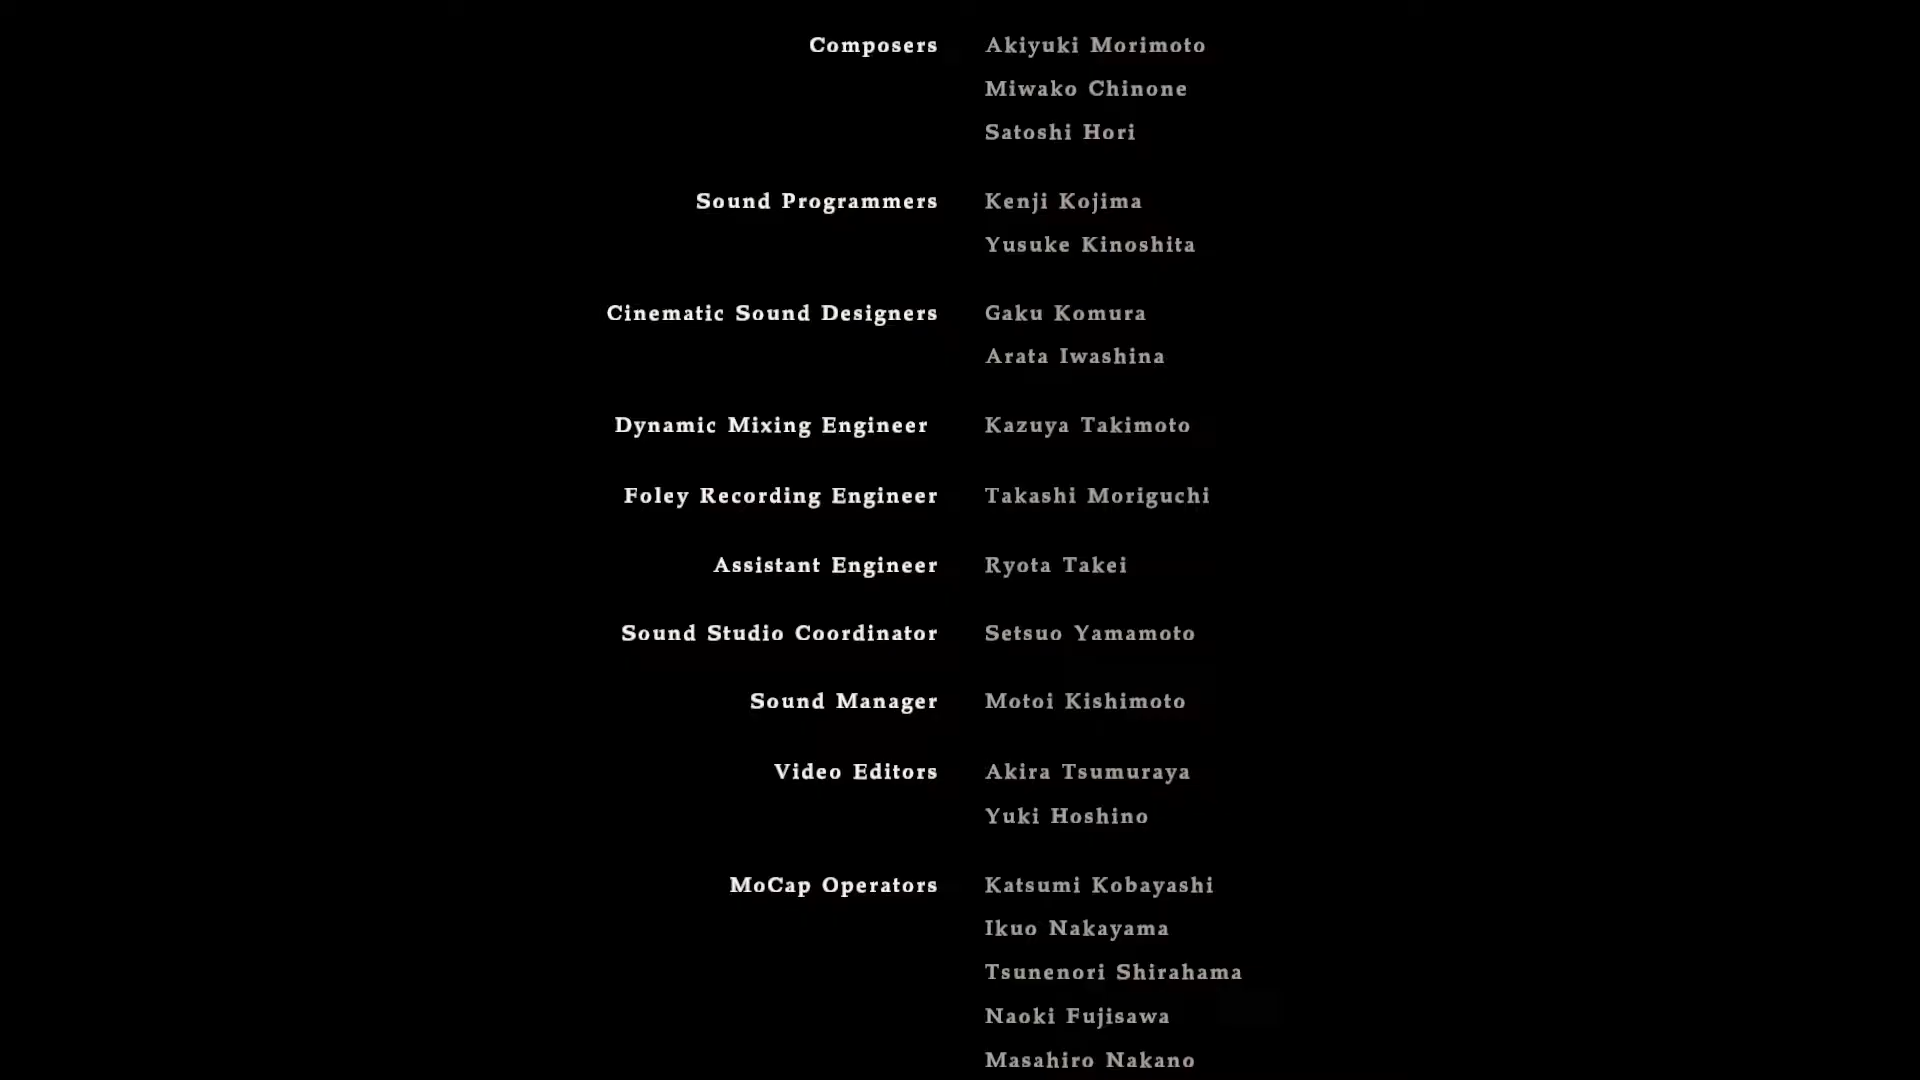 Composers Akiyuki Morimoto
Miwako Chinone
Satoshi Hori
Sound Programmers Kenji Kojima
Yusuke Kinoshita
Cinematic Sound Designers Gaku Komura
Arata Iwashina
Dynamic Mixing Engineer Kazuya Takimoto
Foley Recording Engineer Takashi Moriguchi
Assistant Engineer Ryota Takei
Sound Studio Coordinator Setsuo Yamamoto
Sound Manager Motoi Kishimoto
Video Editors Akira Tsumuraya
Yuki Hoshino
MoCap Operators Katsumi Kobayashi
Ikuo Nakayama
Tsunenori Shirahama
Naoki Fujisawa
Masahiro Nakano